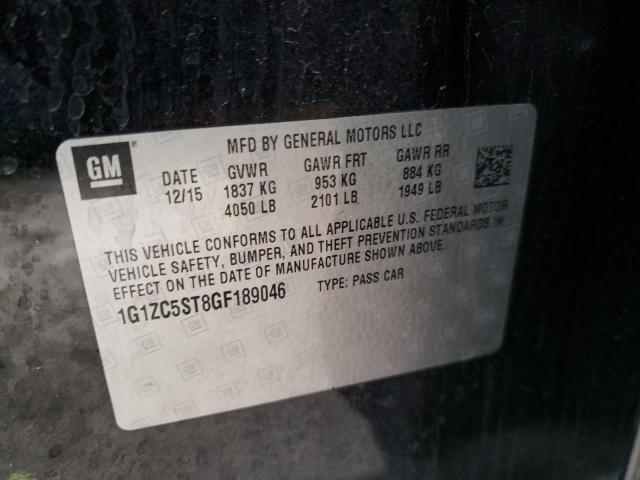 MFD BY GENERAL MOTORS LLC
GM
DATE GVWR GAWR FRT GAWR RR
12/15 1837 KG 953 KG 884 KG
4050 LB 2101 LB 1949 LB
THIS VEHICLE CONFORMS TO ALL APPLICABLE U.S. FEDERAL MOTOR
VEHICLE SAFETY, BUMPER, AND THEFT PREVENTION STANDARDS IN
EFFECT ON THE DATE OF MANUFACTURE SHOWN ABOVE.
1G1ZC5ST8GF189046 TYPE: PASS CAR